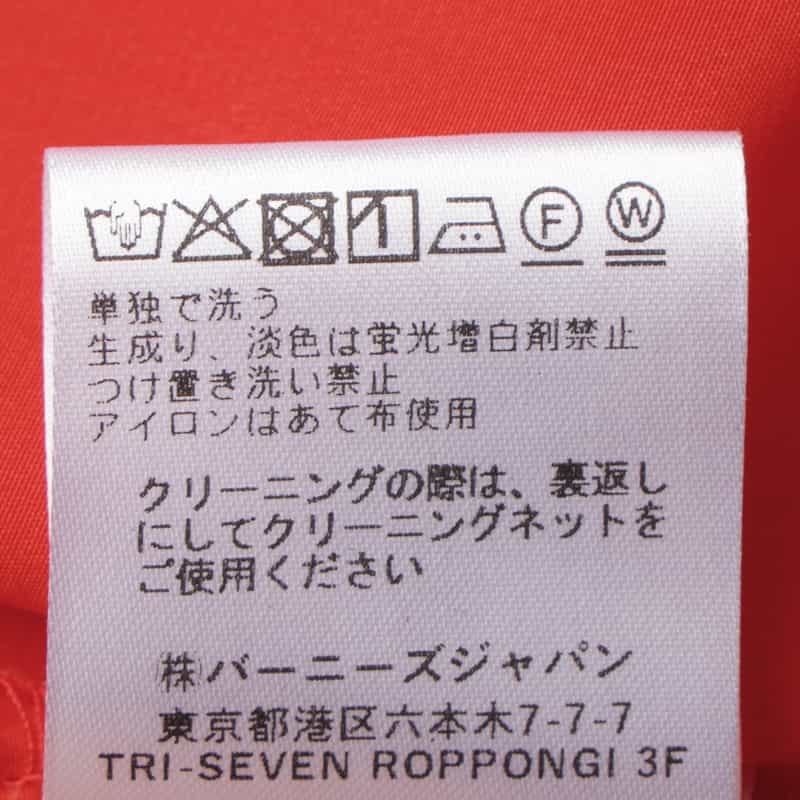 F W
単独で洗う
生成り、淡色は蛍光増白剤禁止
つけ置き洗い禁止
アイロンはあて布使用
クリーニングの際は、裏返し
にしてクリーニングネットを
ご使用ください
㈱バーニーズジャパン
東京都港区六本木7-7-7
TRI-SEVEN ROPPONGI 3F